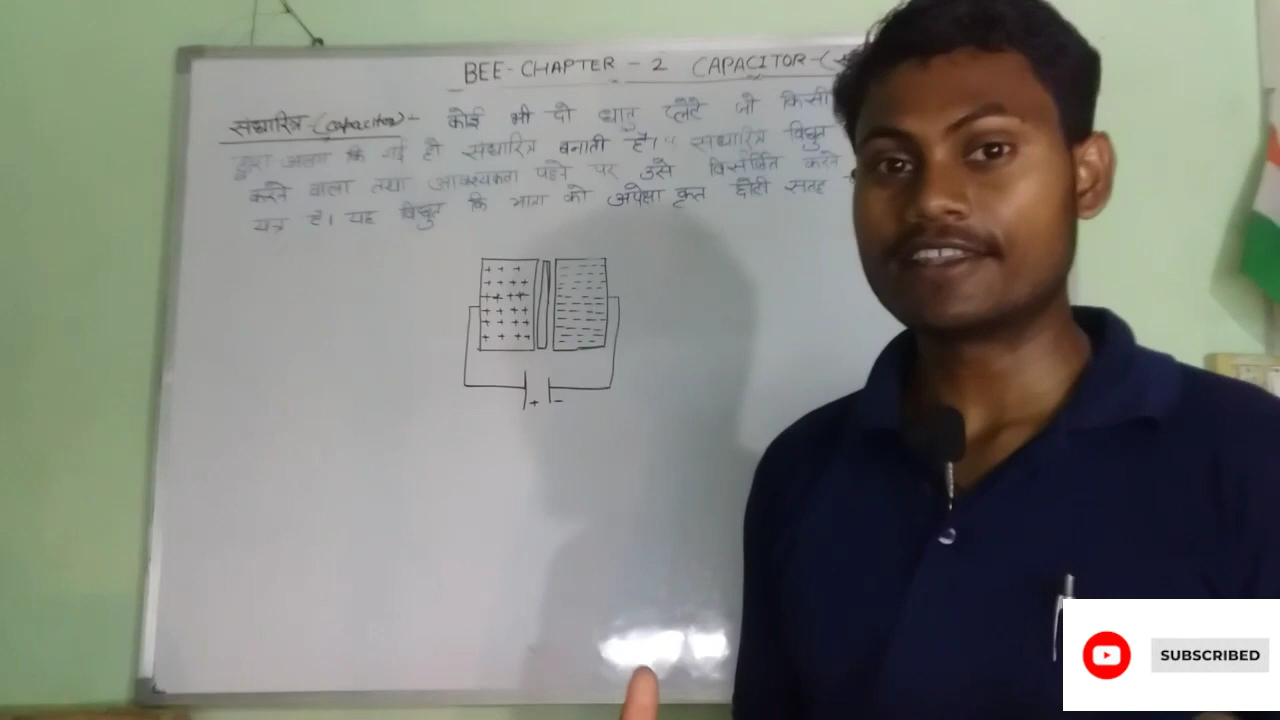 BEE-CHAPTER - 2 CAPACITOR-(
संधारित्र-(capacitor)- कोई भी दो धातु प्लेटे जो किसी
द्वारा अलग कि गई हो संधारित्र बनाती है। "संधारित्र विद्युत
करने वाला तथा आवश्यकता पड़ने पर उसे विसर्जित करने
यत्र है। यह विद्युत कि मात्रा को अपेक्षा कृत छोटी सतह
+ -
SUBSCRIBED